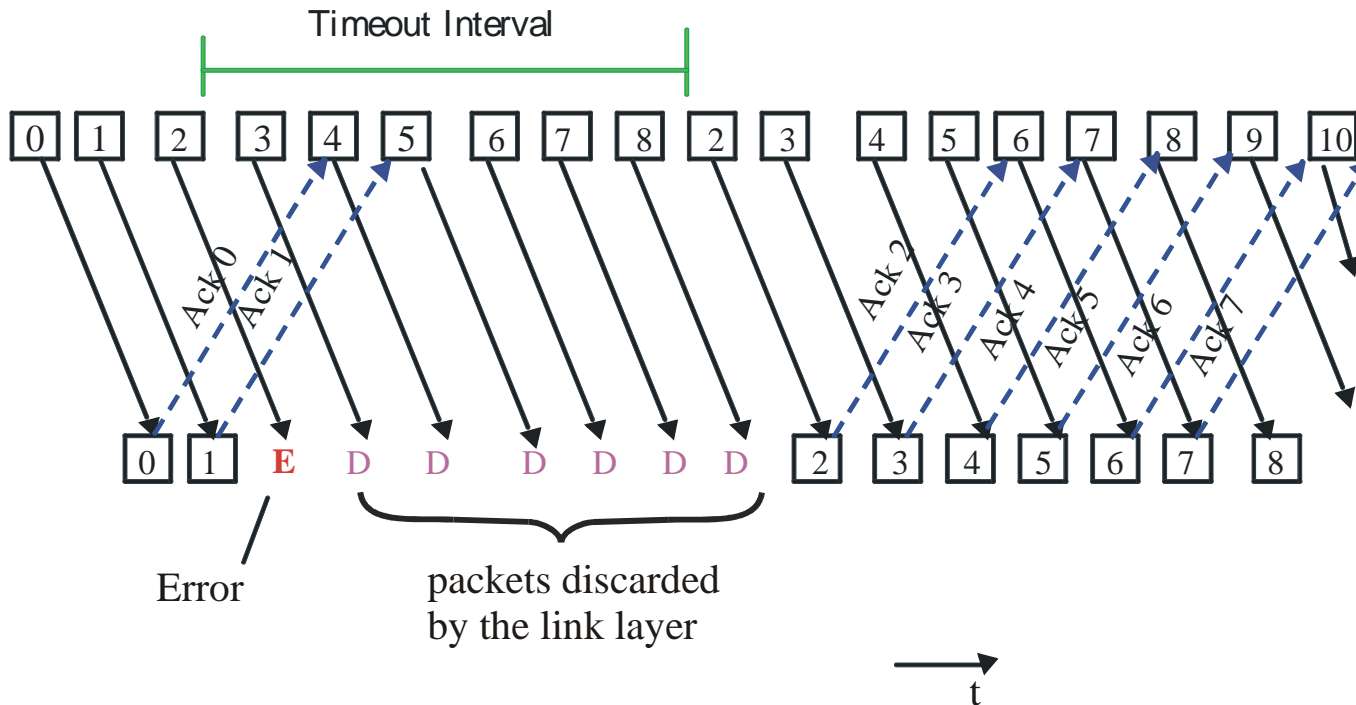 Timeout Interval
0 1 2 3 4 5 6 7 8 2 3 4 5 6 7 8 9 10
Ack 0 Ack 1 Ack 2 Ack 3 Ack 4 Ack 5 Ack 6 Ack 7
0 1 E D D D D D D 2 3 4 5 6 7 8
Error
packets discarded
by the link layer
t